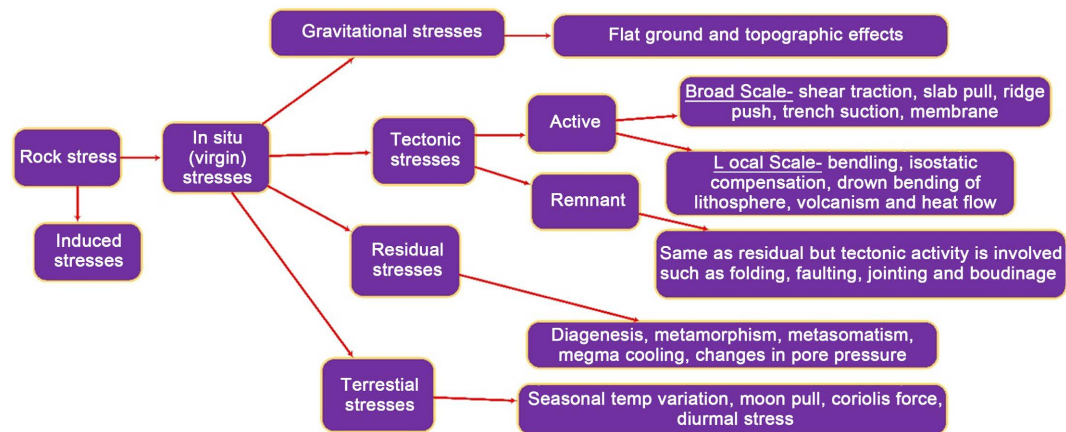 Gravitational stresses
Flat ground and topographic effects
Broad Scale- shear traction, slab pull, ridge
push, trench suction, membrane
Active
In situ
(virgin)
stresses
Tectonic
stresses
Rock stress
L ocal Scale- bendling, isostatic
compensation, drown bending of
lithosphere, volcanism and heat flow
Remnant
Induced
stresses
Residual
stresses
Same as residual but tectonic activity is involved
such as folding, faulting, jointing and boudinage
Diagenesis, metamorphism, metasomatism,
megma cooling, changes in pore pressure
Terrestial
stresses
Seasonal temp variation, moon pull, coriolis force,
diurmal stress